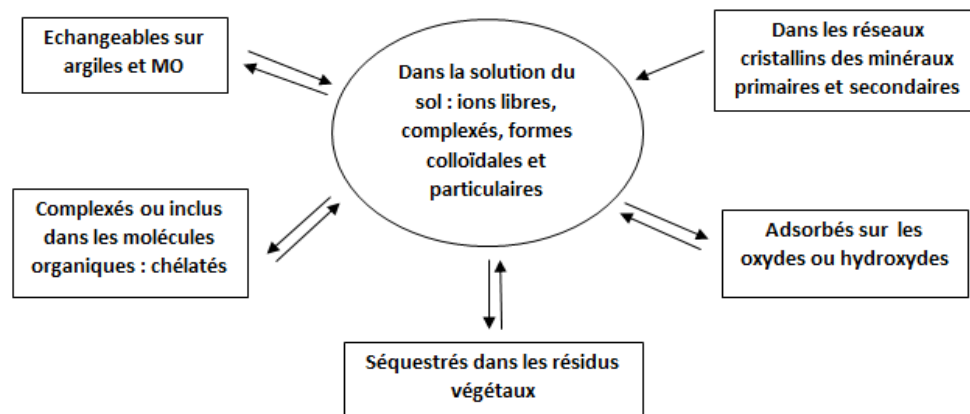 Echangeables sur
argiles et MO
Dans la solution du
sol : ions libres,
complexés, formes
colloïdales et
particulaires
Dans les réseaux
cristallins des minéraux
primaires et secondaires
Complexés ou inclus
dans les molécules
organiques : chélatés
Adsorbés sur les
oxydes ou hydroxydes
Séquestrés dans les résidus
végétaux